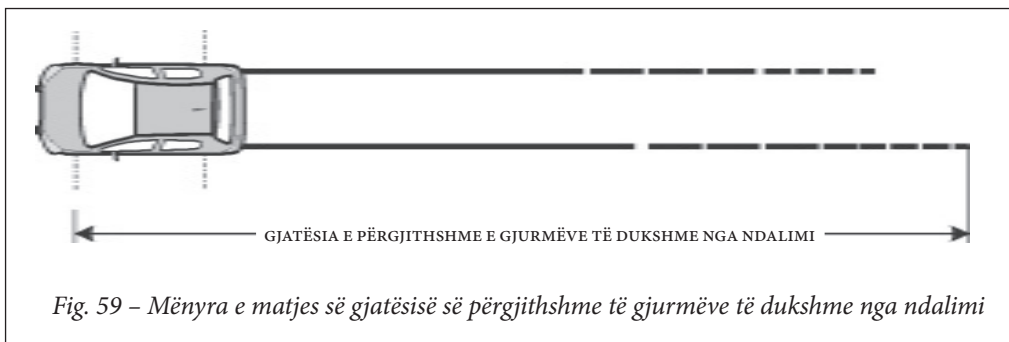 GJATËSIA E PËRGJITHSHME E GJURMËVE TË DUKSHME NGA NDALIMI
Fig. 59 – Mënyra e matjes së gjatësisë së përgjithshme të gjurmëve të dukshme nga ndalimi